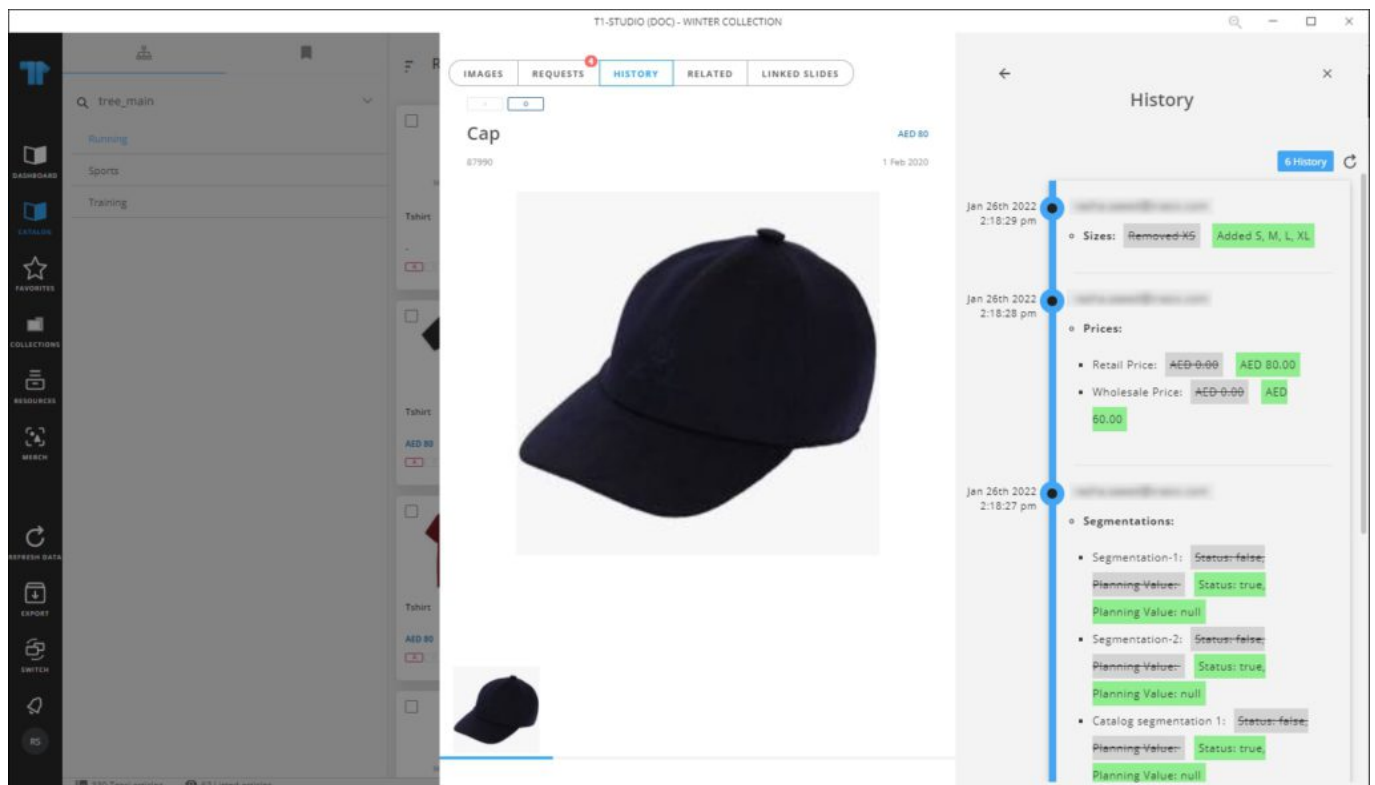 T1-STUDIO (DOC) - WINTER COLLECTION
DASHBOARD
CATALOG
FAVORITES
COLLECTIONS
RESOURCES
MERCH
REFRESH DATA
EXPORT
SWITCH
RS
tree_main
Running
Sports
Training
R
Tshirt
-
Tshirt
AED 80
Tshirt
AED 80
IMAGES
REQUESTS
4
HISTORY
RELATED
LINKED SLIDES
Cap
AED 80
87990
1 Feb 2020
History
6 History
Jan 26th 2022
2:18:29 pm
Sizes: Removed XS Added S, M, L, XL
Jan 26th 2022
2:18:28 pm
Prices:
Retail Price: AED 0.00 AED 80.00
Wholesale Price: AED 0.00 AED
60.00
Jan 26th 2022
2:18:27 pm
Segmentations:
Segmentation-1: Status: false,
Planning Value: Status: true,
Planning Value: null
Segmentation-2: Status: false,
Planning Value: Status: true,
Planning Value: null
Catalog segmentation 1: Status: false,
Planning Value: Status: true,
Planning Value: null